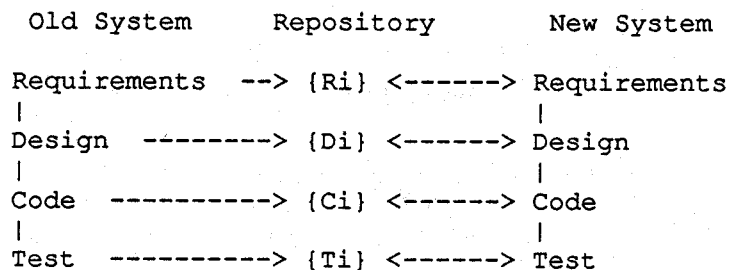 Old System Repository New System
Requirements --> {Ri} <------> Requirements
| |
Design --------> {Di} <------> Design
| |
Code ----------> {Ci} <------> Code
| |
Test ----------> {Ti} <------> Test